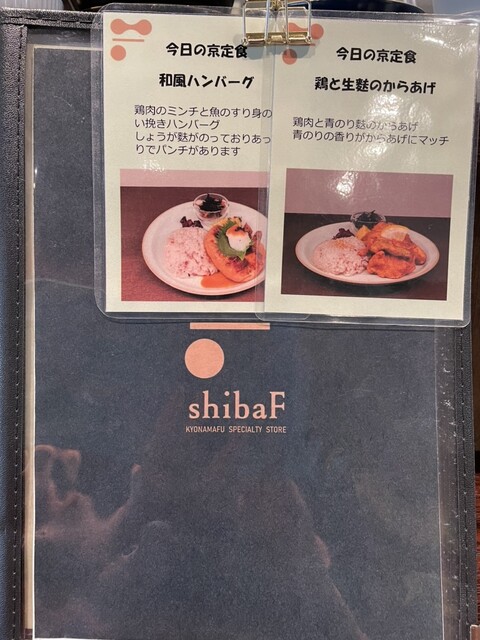 今日の京定食
和風ハンバーグ
鶏肉のミンチと魚のすり身の
い挽きハンバーグ
しょうが麩がのっておりあっ
りでパンチがあります
今日の京定食
鶏と生麩のからあげ
鶏肉と青のり麩のからあげ
青のりの香りがからあげにマッチ
shibaF
KYONAMAFU SPECIALTY STORE